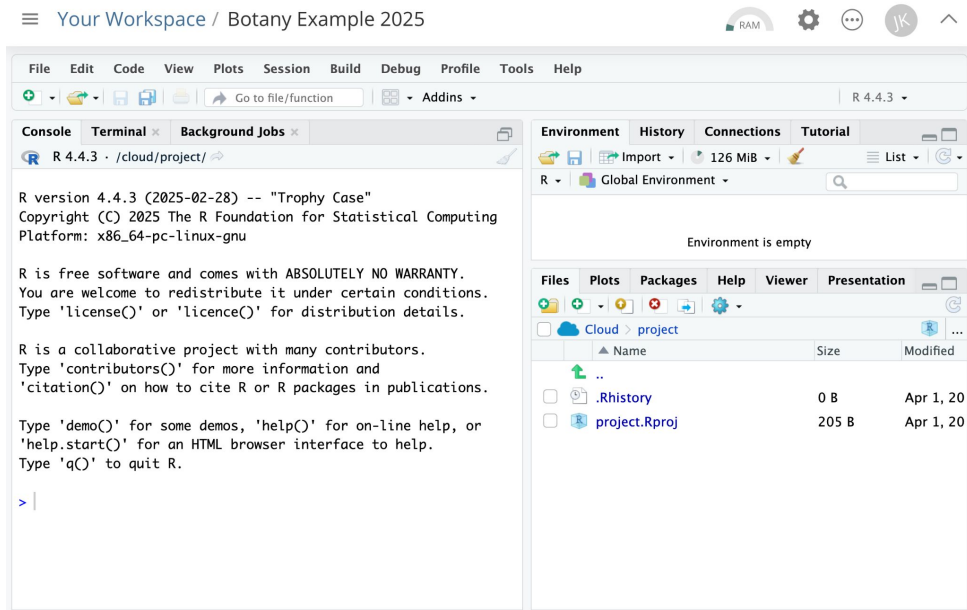 Your Workspace / Botany Example 2025
RAM
JK
File Edit Code View Plots Session Build Debug Profile Tools Help
Go to file/function
Addins
R 4.4.3
Console Terminal Background Jobs
R 4.4.3 · /cloud/project/
R version 4.4.3 (2025-02-28) -- "Trophy Case"
Copyright (C) 2025 The R Foundation for Statistical Computing
Platform: x86_64-pc-linux-gnu
R is free software and comes with ABSOLUTELY NO WARRANTY.
You are welcome to redistribute it under certain conditions.
Type 'license()' or 'licence()' for distribution details.
R is a collaborative project with many contributors.
Type 'contributors()' for more information and
'citation()' on how to cite R or R packages in publications.
Type 'demo()' for some demos, 'help()' for on-line help, or
'help.start()' for an HTML browser interface to help.
Type 'q()' to quit R.
>
Environment History Connections Tutorial
Import 126 MiB List
R Global Environment
Environment is empty
Files Plots Packages Help Viewer Presentation
Cloud > project R ...
Name Size Modified
..
.Rhistory 0 B Apr 1, 20
project.Rproj 205 B Apr 1, 20